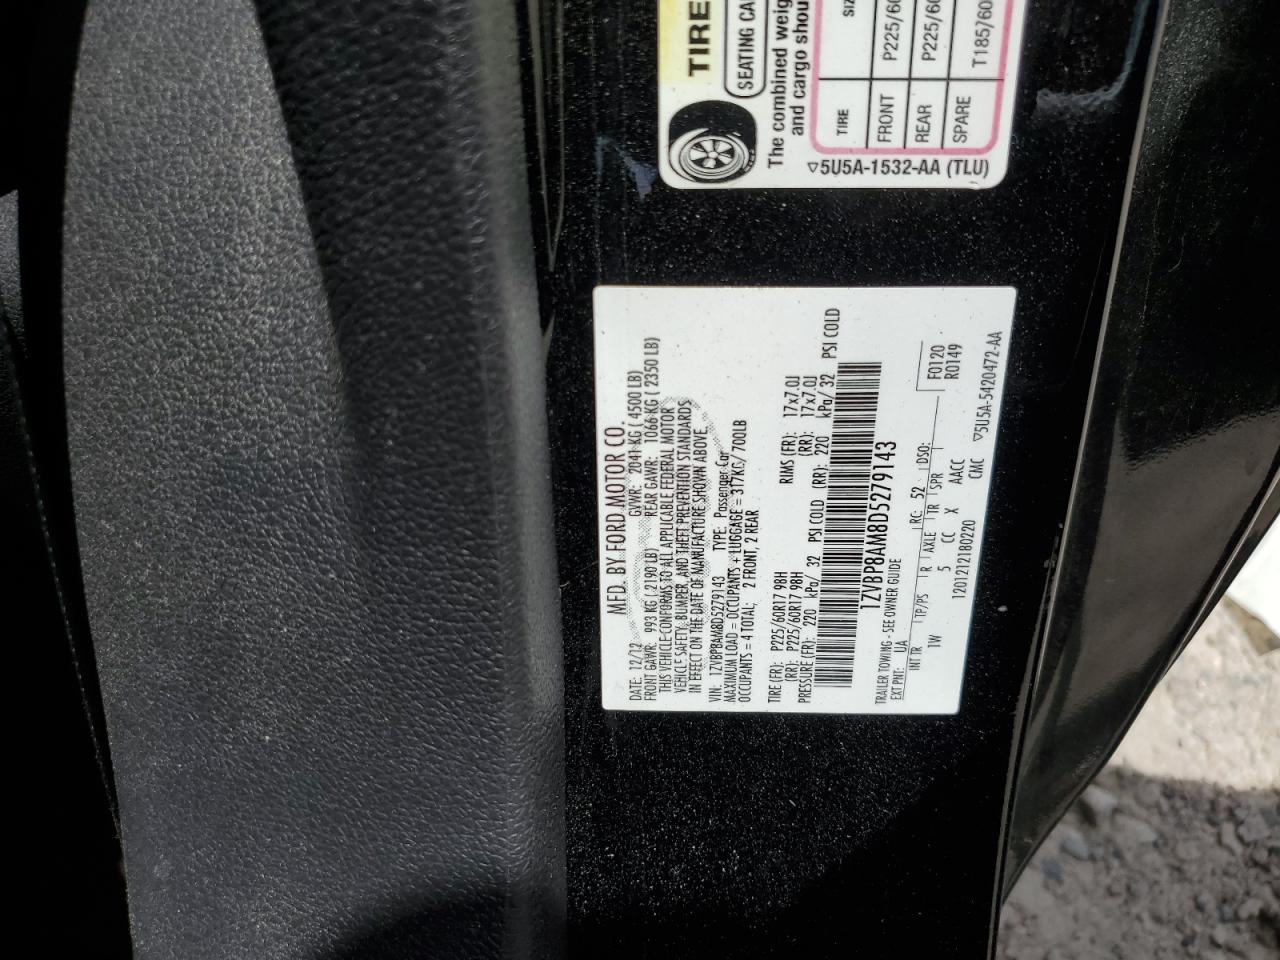 MFD. BY FORD MOTOR CO.
DATE: 12/12 GVWR: 2041 KG ( 4500 LB)
FRONT GAWR: 993 KG ( 2190 LB) REAR GAWR: 1066 KG ( 2350 LB)
THIS VEHICLE CONFORMS TO ALL APPLICABLE FEDERAL MOTOR
VEHICLE SAFETY, BUMPER, AND THEFT PREVENTION STANDARDS
IN EFFECT ON THE DATE OF MANUFACTURE SHOWN ABOVE.
VIN: 1ZVBP8AM8D5279143 TYPE: Passenger Car
MAXIMUM LOAD = OCCUPANTS + LUGGAGE = 317KG/ 700LB
OCCUPANTS = 4 TOTAL; 2 FRONT, 2 REAR
TIRE (FR): P225/60R17 98H RIMS (FR): 17x7.0J
(RR): P225/60R17 98H (RR): 17x7.0J
PRESSURE (FR): 220 kPa/ 32 PSI COLD (RR): 220 kPa/ 32 PSI COLD
1ZVBP8AM8D5279143
TRAILER TOWING - SEE OWNER GUIDE
EXT PNT: UA RC: 52 DSO: F0120
INT TR TP/PS R AXLE TR SPR R0149
1W 5 CC X AACC
1201212180220 CMC ▽5U5A-5420472-AA
TIRE
SEATING CA
The combined weig
and cargo shou
TIRE SIZ
FRONT P225/60
REAR P225/60
SPARE T185/60
▽5U5A-1532-AA (TLU)